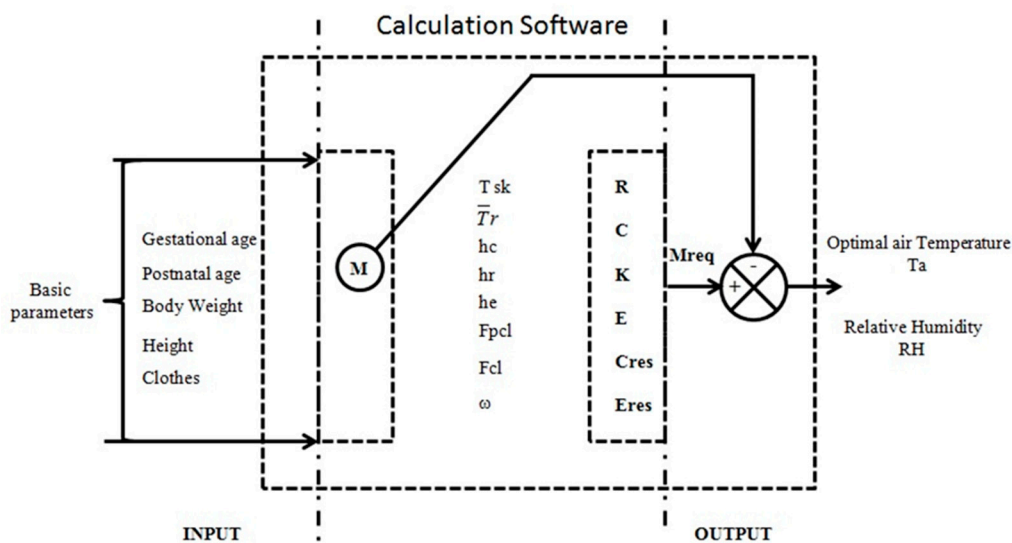 Calculation Software
Basic
parameters
Gestational age
Postnatal age
Body Weight
Height
Clothes
M
T sk
T̅r
hc
hr
he
Fpcl
Fcl
ω
R
C
K
E
Cres
Eres
Mreq
-
+
Optimal air Temperature
Ta
Relative Humidity
RH
INPUT
OUTPUT